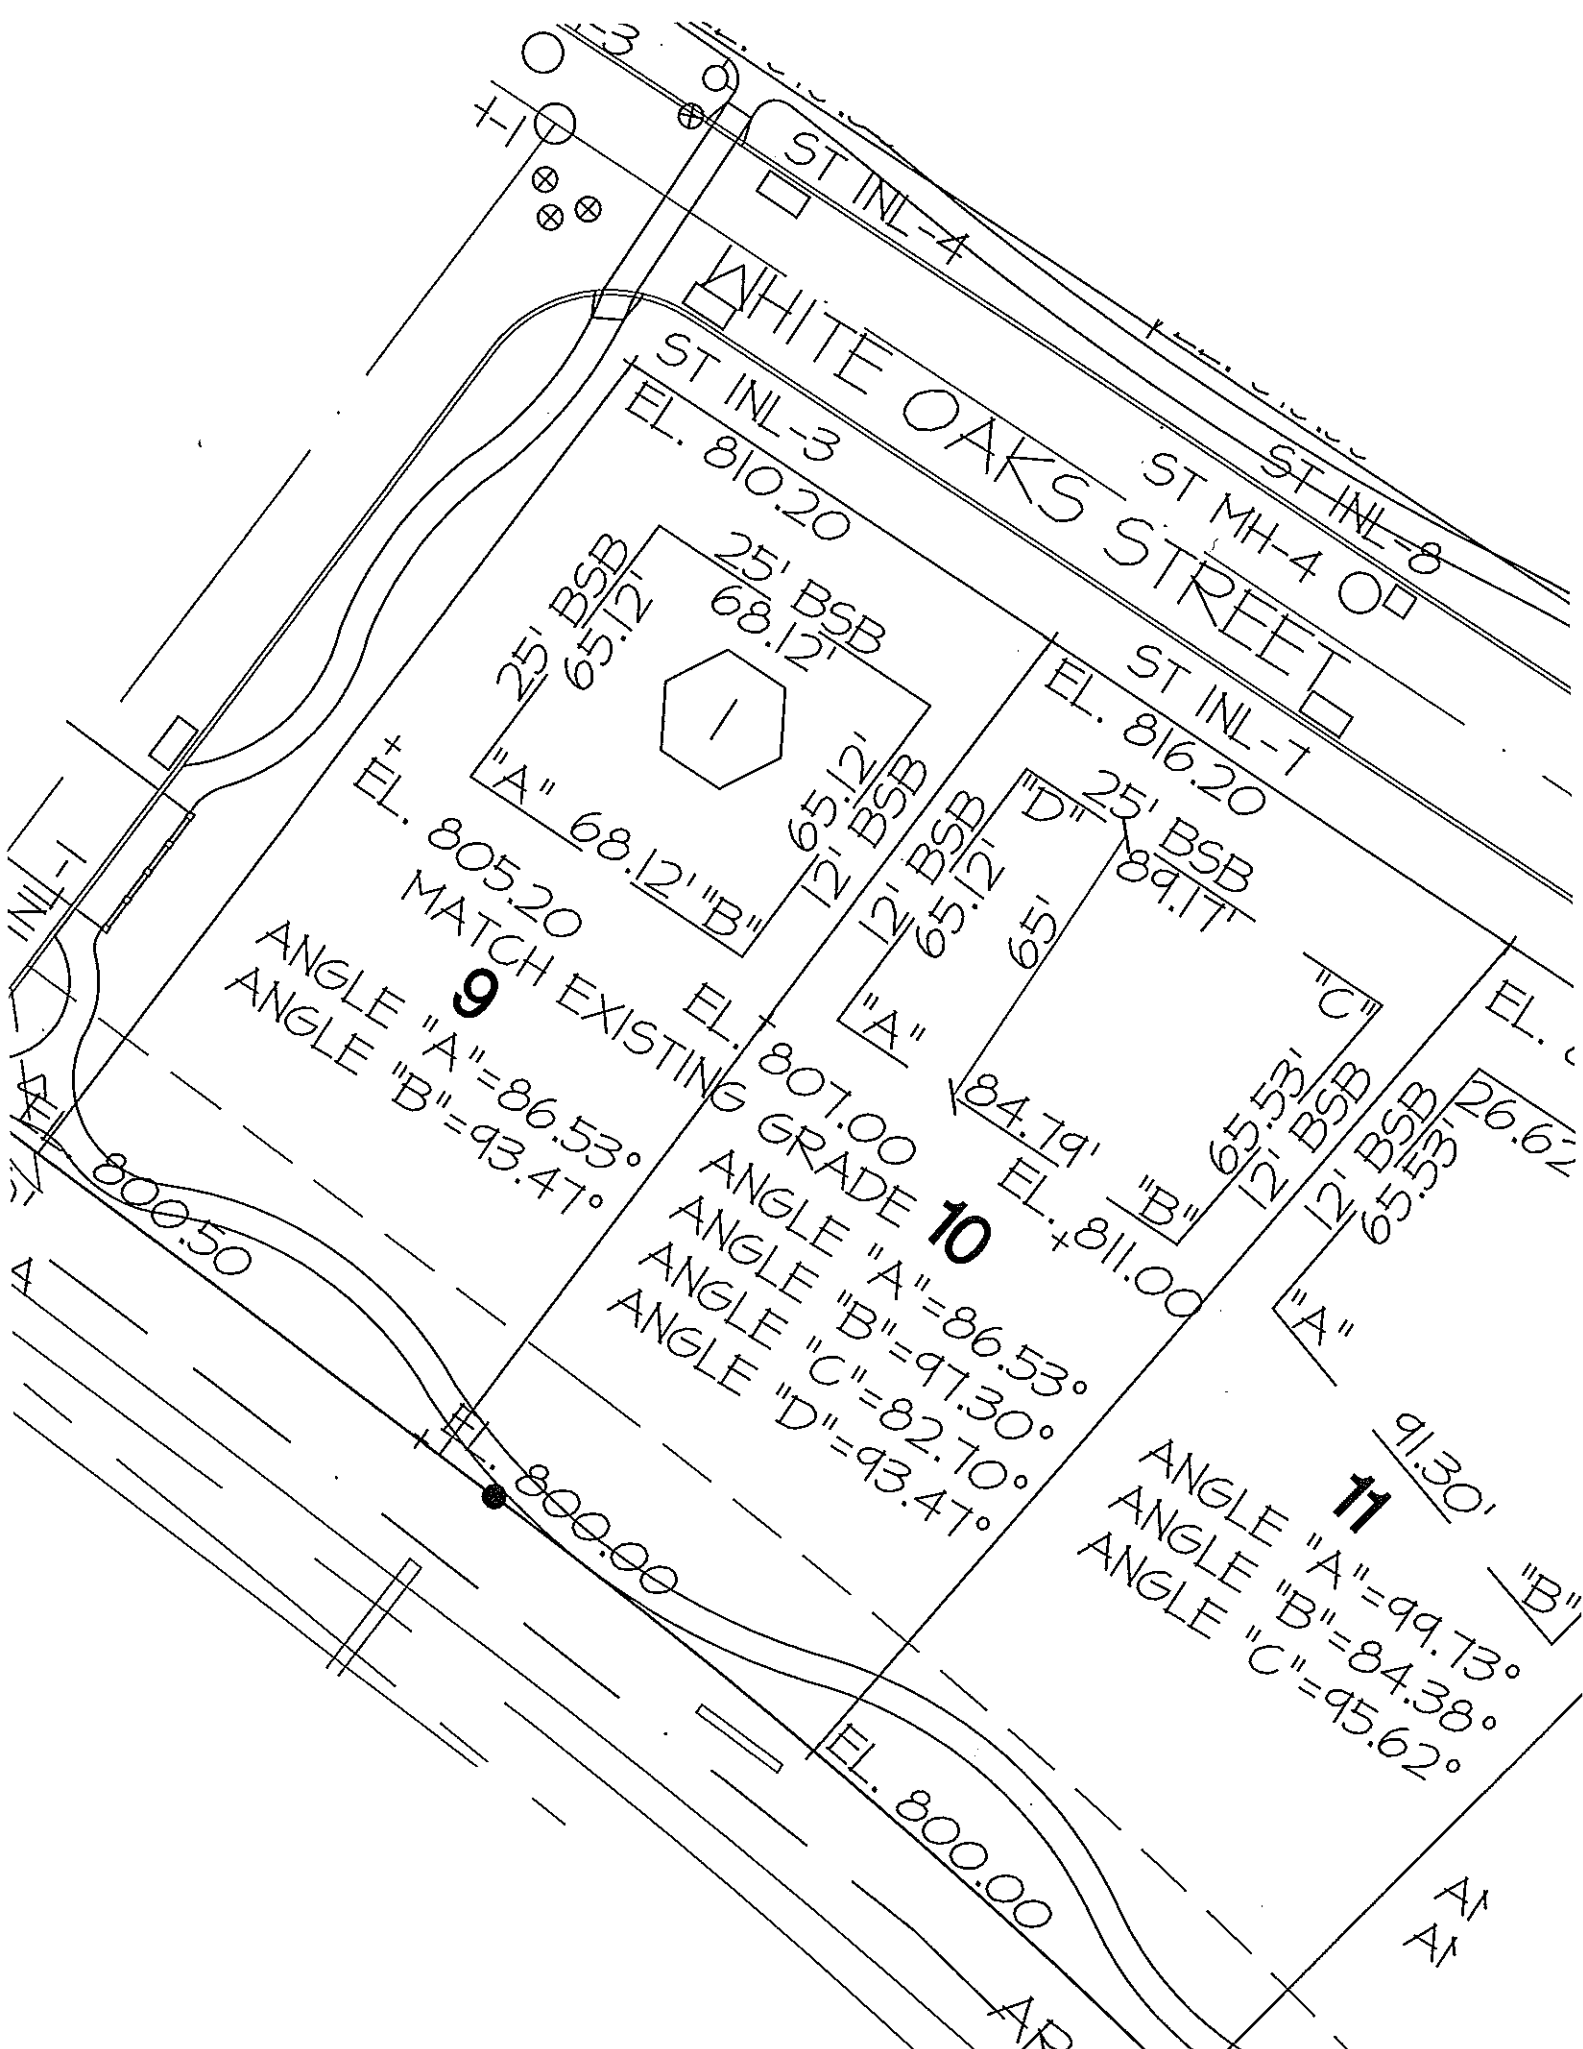 ST INL-4
WHITE OAKS STREET
ST INL-3
EL. 810.20
ST MH-4
ST INL-8
ST INL-7
EL. 816.20
25' BSB
68.12'
25' BSB
65.12'
1
65.12'
12' BSB
"A" 68.12' "B"
EL. 805.20
MATCH EXISTING GRADE
9
ANGLE "A"=86.53°
ANGLE "B"=93.47°
EL. 807.00
"D" 25' BSB
89.17'
12' BSB
65.12'
65'
"A"
"C"
84.79'
"B"
65.53'
12' BSB
EL. 811.00
10
ANGLE "A"=86.53°
ANGLE "B"=97.30°
ANGLE "C"=82.70°
ANGLE "D"=93.47°
12' BSB
65.53'
26.62
"A"
91.30'
"B"
11
ANGLE "A"=99.73°
ANGLE "B"=84.38°
ANGLE "C"=95.62°
EL. 800.50
EL. 800.00
EL. 800.00